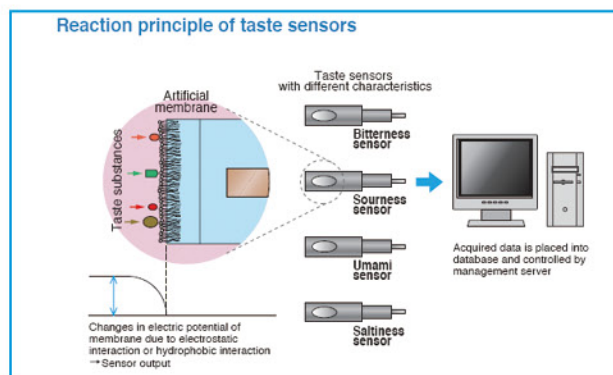 Reaction principle of taste sensors
Artificial
membrane
Taste substances
Taste sensors
with different characteristics
Bitterness
sensor
Sourness
sensor
Umami
sensor
Saltiness
sensor
Acquired data is placed into
database and controlled by
management server
Changes in electric potential of
membrane due to electrostatic
interaction or hydrophobic interaction
→Sensor output